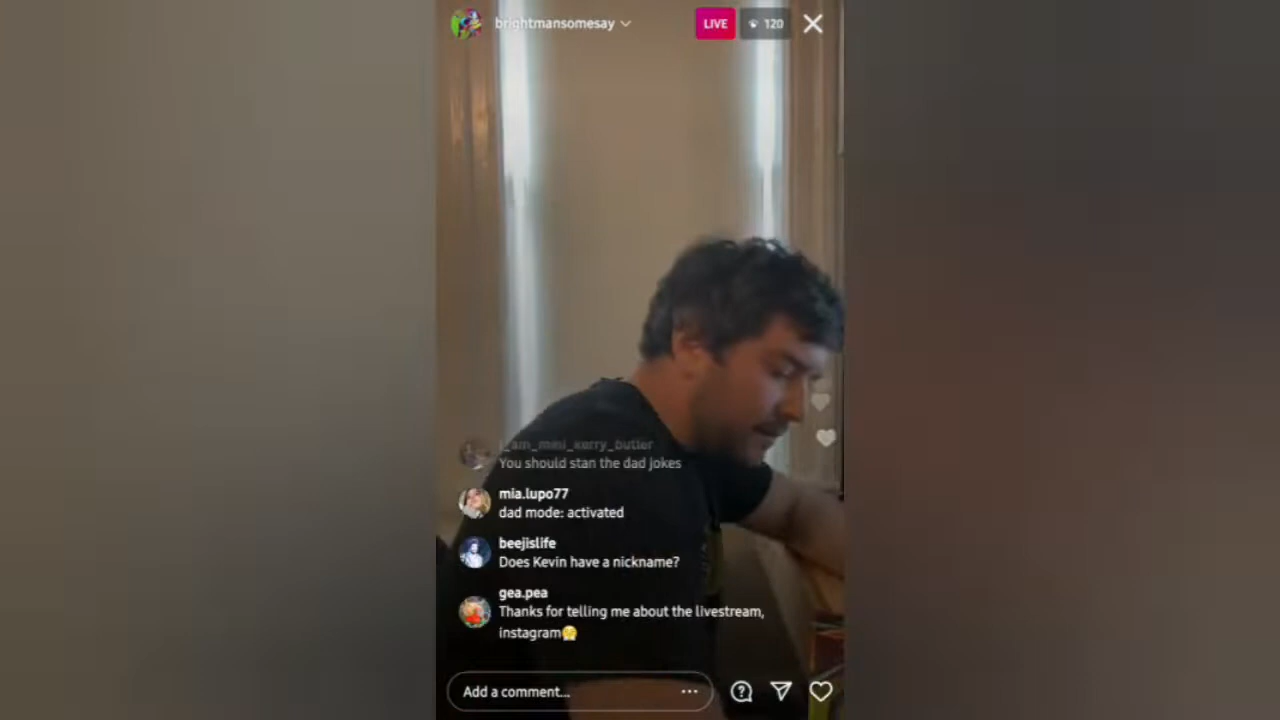 brightmansomesay
LIVE
120
i_am_mini_kerry_butler
You should stan the dad jokes
mia.lupo77
dad mode: activated
beejislife
Does Kevin have a nickname?
gea.pea
Thanks for telling me about the livestream,
instagram
Add a comment...